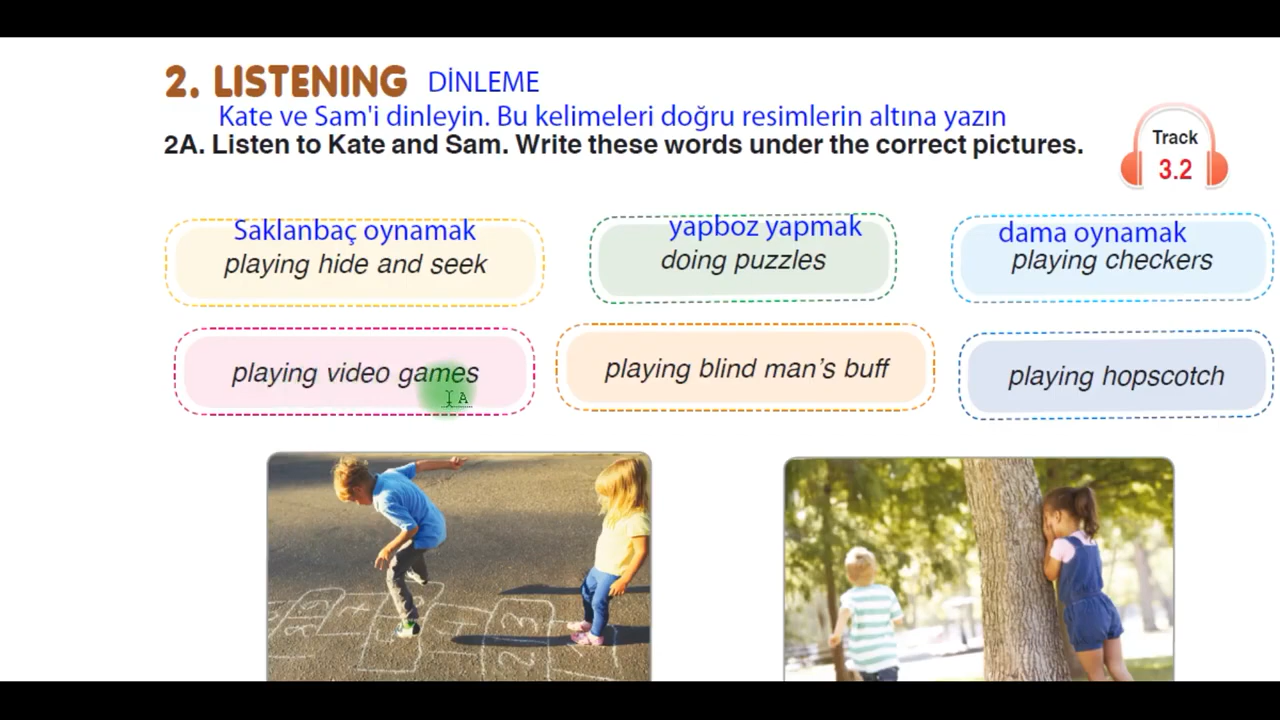 2. LISTENING DİNLEME
Kate ve Sam'i dinleyin. Bu kelimeleri doğru resimlerin altına yazın
2A. Listen to Kate and Sam. Write these words under the correct pictures.
Track
3.2
Saklanbaç oynamak
playing hide and seek
yapboz yapmak
doing puzzles
dama oynamak
playing checkers
playing video games
playing blind man's buff
playing hopscotch
A
2 3